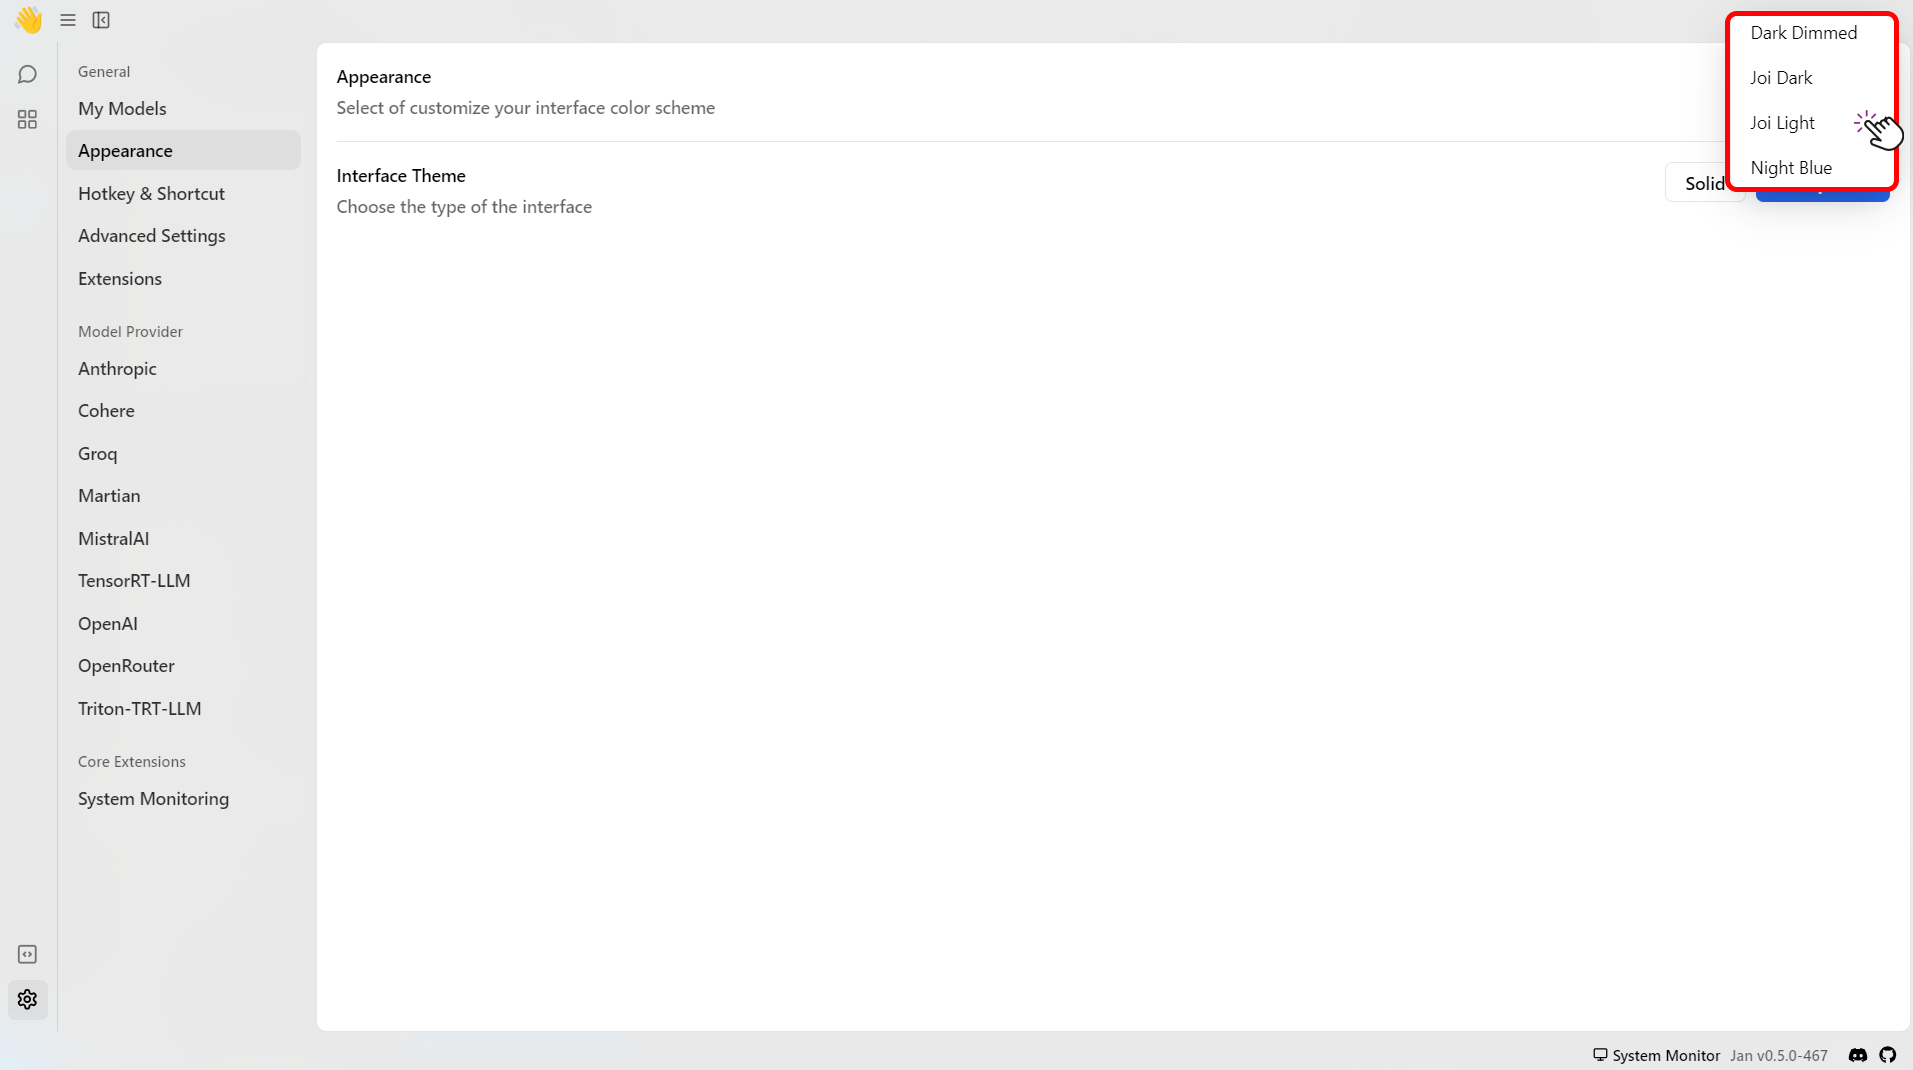 General
My Models
Appearance
Hotkey & Shortcut
Advanced Settings
Extensions
Model Provider
Anthropic
Cohere
Groq
Martian
MistralAI
TensorRT-LLM
OpenAI
OpenRouter
Triton-TRT-LLM
Core Extensions
System Monitoring
Appearance
Select of customize your interface color scheme
Interface Theme
Choose the type of the interface
Solid
Dark Dimmed
Joi Dark
Joi Light
Night Blue
System Monitor Jan v0.5.0-467